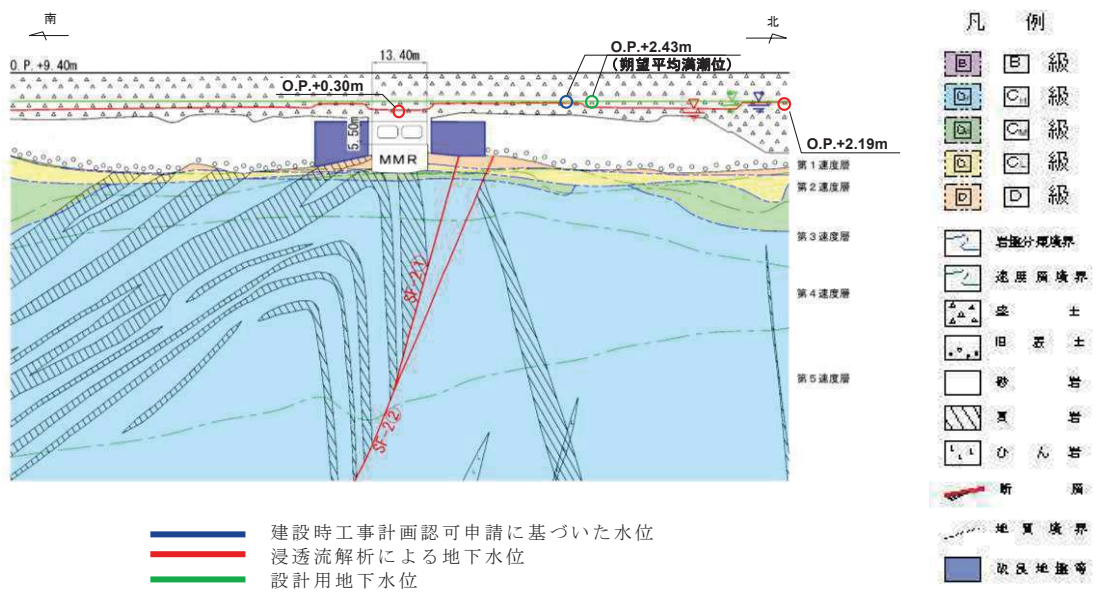 南
北
O.P.+2.43m
(朔望平均満潮位)
13.40m
O.P.+9.40m
O.P.+0.30m
O.P.+2.19m
5.50m
MMR
第1速度層
第2速度層
第3速度層
第4速度層
第5速度層
SF-2①
SF-2②
建設時工事計画認可申請に基づいた水位
浸透流解析による地下水位
設計用地下水位
凡例
B B 級
CH CH 級
CM CM 級
CL CL 級
D D 級
岩盤分類境界
速度層境界
盛土
旧表土
砂岩
頁岩
ひん岩
断層
地質境界
改良地盤等